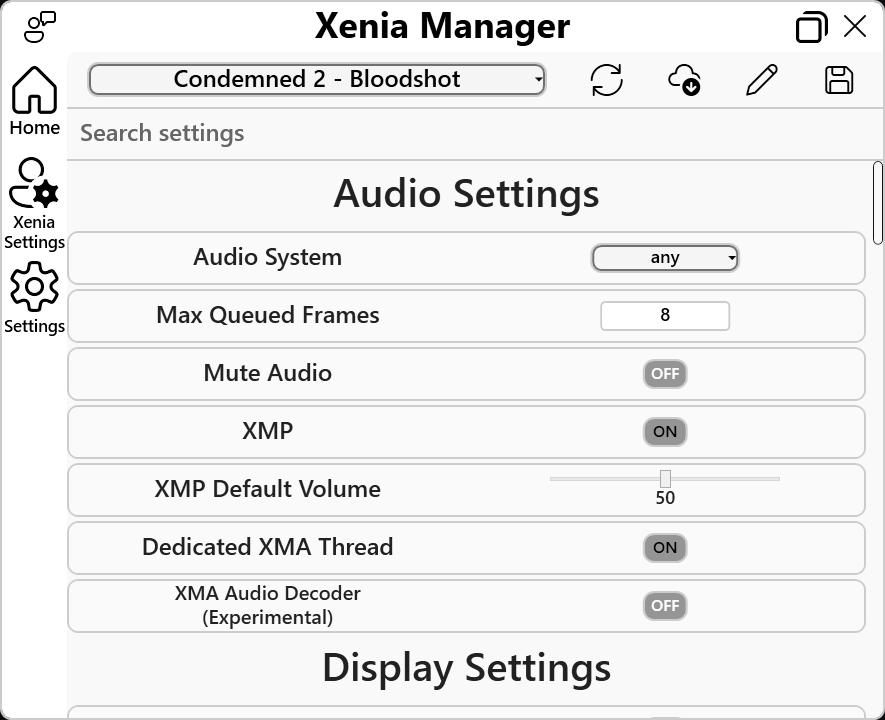 Xenia Manager
Condemned 2 - Bloodshot
Home
Search settings
Xenia
Settings
Settings
Audio Settings
Audio System
any
Max Queued Frames
8
Mute Audio
OFF
XMP
ON
XMP Default Volume
50
Dedicated XMA Thread
ON
XMA Audio Decoder
(Experimental)
OFF
Display Settings